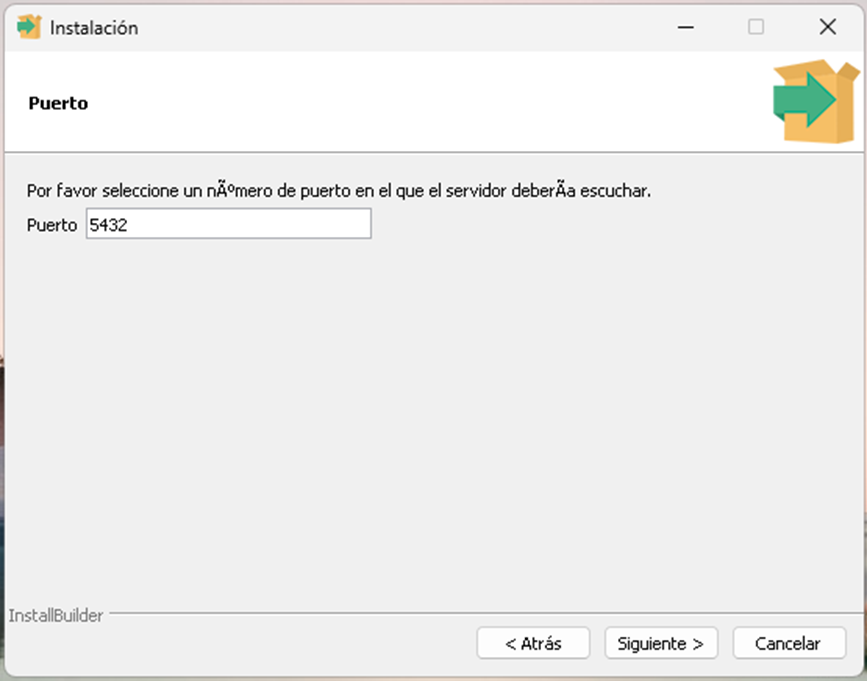 Instalación
Puerto
Por favor seleccione un nÃºmero de puerto en el que el servidor deberÃa escuchar.
Puerto 5432
InstallBuilder
< Atrás Siguiente > Cancelar